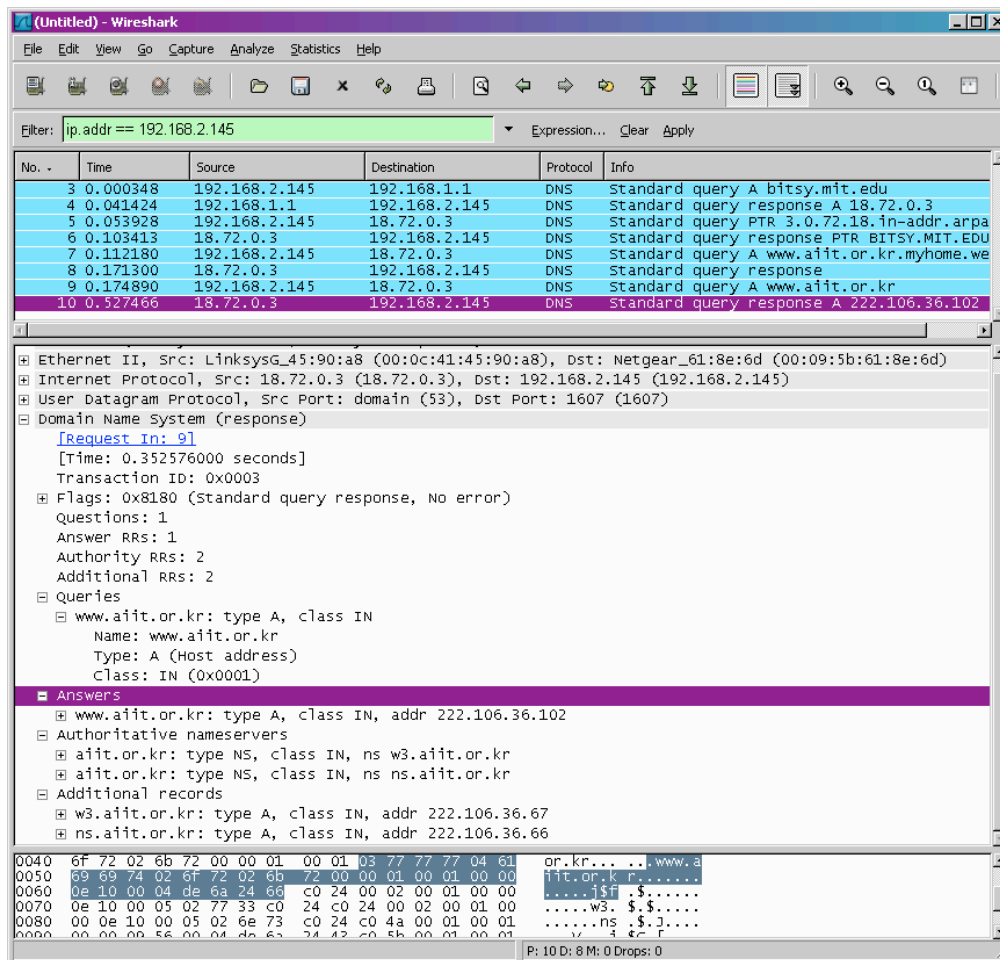 (Untitled) - Wireshark
File Edit View Go Capture Analyze Statistics Help
Filter: ip.addr == 192.168.2.145 Expression... Clear Apply
No. Time Source Destination Protocol Info
3 0.000348 192.168.2.145 192.168.1.1 DNS Standard query A bitsy.mit.edu
4 0.041424 192.168.1.1 192.168.2.145 DNS Standard query response A 18.72.0.3
5 0.053928 192.168.2.145 18.72.0.3 DNS Standard query PTR 3.0.72.18.in-addr.arpa
6 0.103413 18.72.0.3 192.168.2.145 DNS Standard query response PTR BITSY.MIT.EDU
7 0.112180 192.168.2.145 18.72.0.3 DNS Standard query A www.aiit.or.kr.myhome.we
8 0.171300 18.72.0.3 192.168.2.145 DNS Standard query response
9 0.174890 192.168.2.145 18.72.0.3 DNS Standard query A www.aiit.or.kr
10 0.527466 18.72.0.3 192.168.2.145 DNS Standard query response A 222.106.36.102
Ethernet II, Src: LinksysG_45:90:a8 (00:0c:41:45:90:a8), Dst: Netgear_61:8e:6d (00:09:5b:61:8e:6d)
Internet Protocol, Src: 18.72.0.3 (18.72.0.3), Dst: 192.168.2.145 (192.168.2.145)
User Datagram Protocol, Src Port: domain (53), Dst Port: 1607 (1607)
Domain Name System (response)
[Request In: 9]
[Time: 0.352576000 seconds]
Transaction ID: 0x0003
Flags: 0x8180 (Standard query response, No error)
Questions: 1
Answer RRs: 1
Authority RRs: 2
Additional RRs: 2
Queries
www.aiit.or.kr: type A, class IN
Name: www.aiit.or.kr
Type: A (Host address)
Class: IN (0x0001)
Answers
www.aiit.or.kr: type A, class IN, addr 222.106.36.102
Authoritative nameservers
aiit.or.kr: type NS, class IN, ns w3.aiit.or.kr
aiit.or.kr: type NS, class IN, ns ns.aiit.or.kr
Additional records
w3.aiit.or.kr: type A, class IN, addr 222.106.36.67
ns.aiit.or.kr: type A, class IN, addr 222.106.36.66
0040 6f 72 02 6b 72 00 00 01 00 01 03 77 77 77 04 61 or.kr... ...www.a
0050 69 69 74 02 6f 72 02 6b 72 00 00 01 00 01 00 00 iit.or.k r.......
0060 0e 10 00 04 de 6a 24 66 c0 24 00 02 00 01 00 00 .....j$f .$......
0070 0e 10 00 05 02 77 33 c0 24 c0 24 00 02 00 01 00 .....w3. $.$.....
0080 00 0e 10 00 05 02 6e 73 c0 24 c0 4a 00 01 00 01 ......ns .$.J....
0090 00 00 09 56 00 04 de 6a 24 43 c0 5b 00 01 00 01 ...V...j $C.[....
P: 10 D: 8 M: 0 Drops: 0